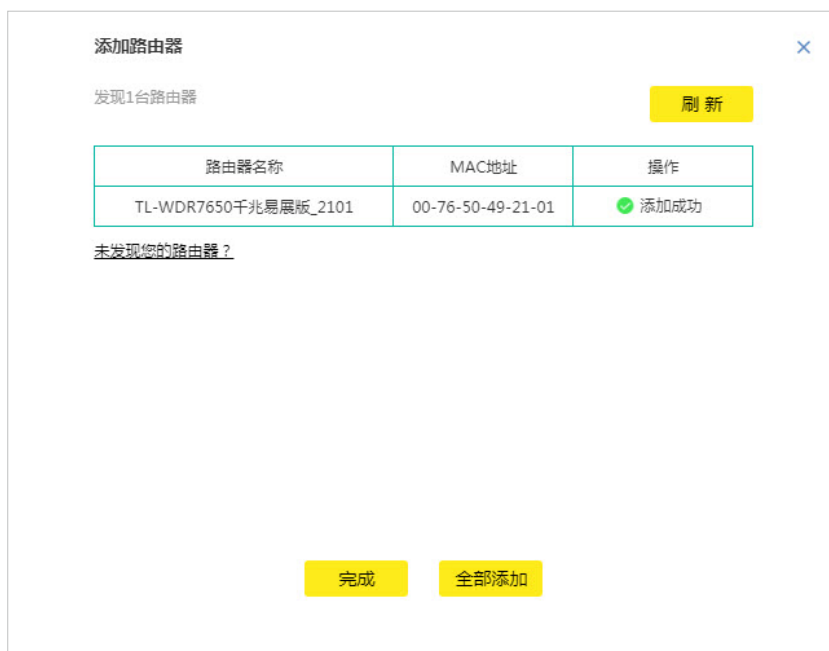 添加路由器
发现1台路由器
刷 新
路由器名称 MAC地址 操作
TL-WDR7650千兆易展版_2101 00-76-50-49-21-01 添加成功
未发现您的路由器？
完成 全部添加